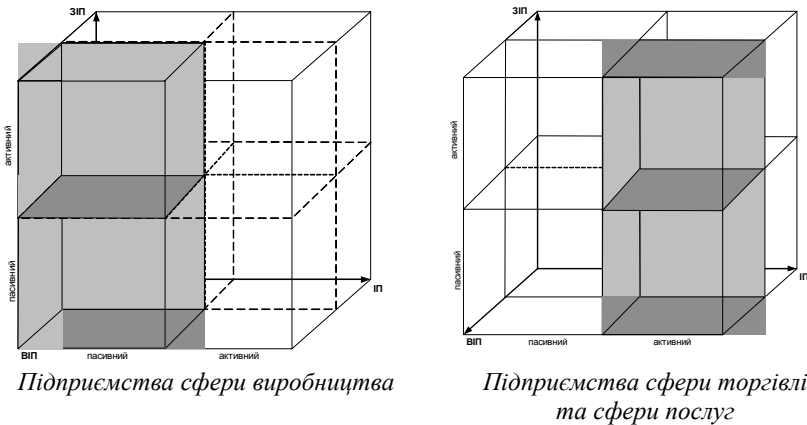 ЗІП
активний
пасивний
ІП
ВІП
пасивний
активний
Підприємства сфери виробництва
ЗІП
активний
пасивний
ІП
ВІП
пасивний
активний
Підприємства сфери торгівлі
та сфери послуг